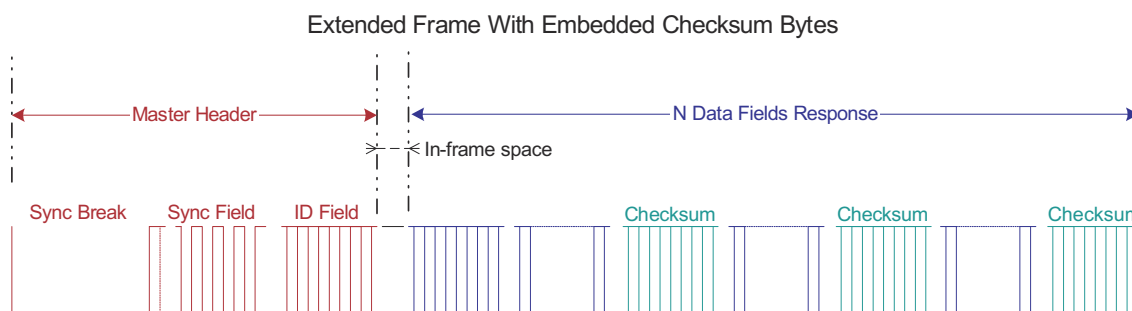 Extended Frame With Embedded Checksum Bytes
Master Header
N Data Fields Response
In-frame space
Sync Break
Sync Field
ID Field
Checksum
Checksum
Checksum